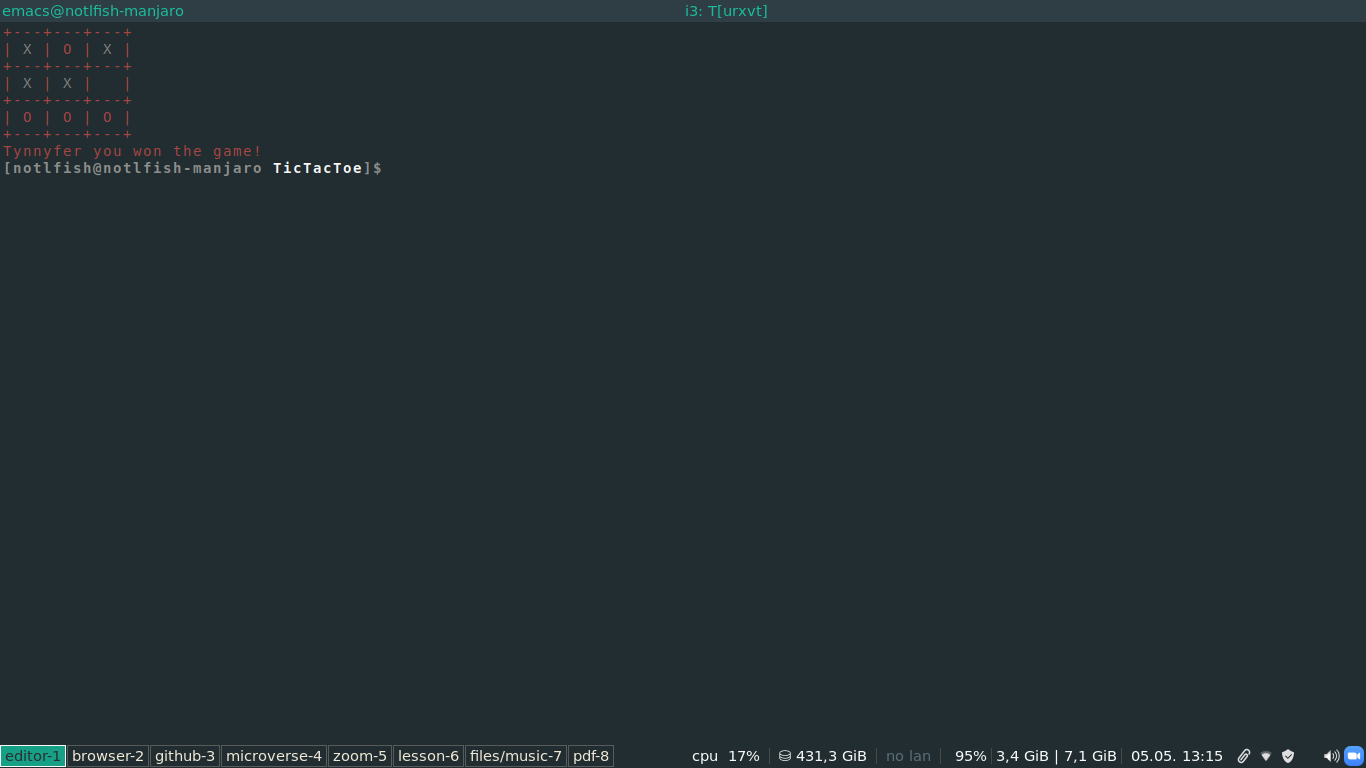 emacs@notlfish-manjaro i3: T[urxvt]
+---+---+---+
| X | O | X |
+---+---+---+
| X | X |   |
+---+---+---+
| O | O | O |
+---+---+---+
Tynnyfer you won the game!
[notlfish@notlfish-manjaro TicTacToe]$
editor-1 browser-2 github-3 microverse-4 zoom-5 lesson-6 files/music-7 pdf-8 cpu 17% | 431,3 GiB | no lan | 95% | 3,4 GiB | 7,1 GiB | 05.05. 13:15